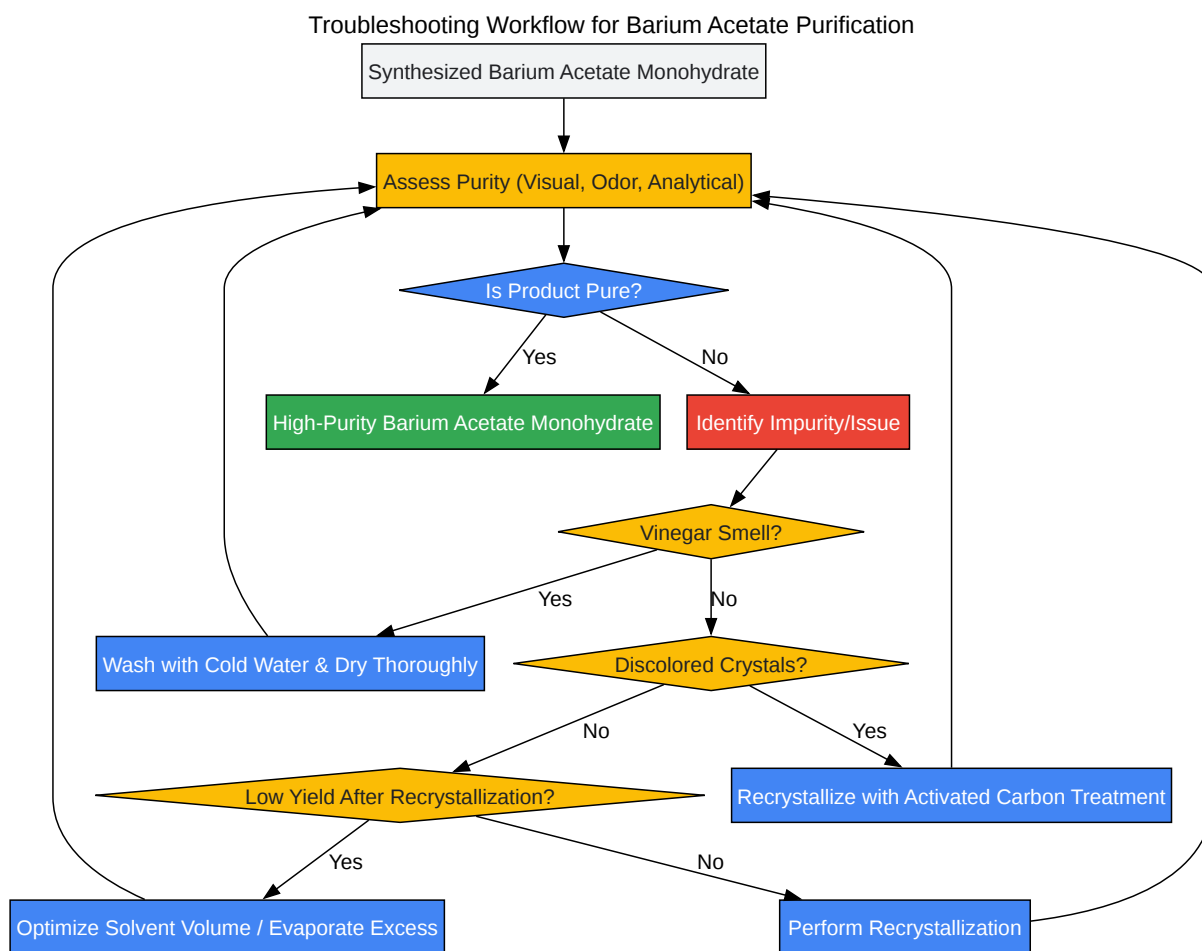 Troubleshooting Workflow for Barium Acetate Purification
Synthesized Barium Acetate Monohydrate
Assess Purity (Visual, Odor, Analytical)
Is Product Pure?
Yes
No
High-Purity Barium Acetate Monohydrate
Identify Impurity/Issue
Vinegar Smell?
Yes
No
Wash with Cold Water & Dry Thoroughly
Discolored Crystals?
No
Yes
Low Yield After Recrystallization?
Recrystallize with Activated Carbon Treatment
Yes
No
Optimize Solvent Volume / Evaporate Excess
Perform Recrystallization